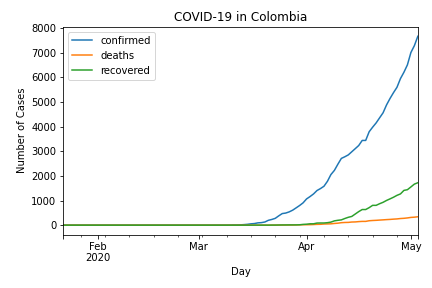 COVID-19 in Colombia
confirmed
deaths
recovered
Number of Cases
8000
7000
6000
5000
4000
3000
2000
1000
0
Feb
2020
Mar
Apr
May
Day